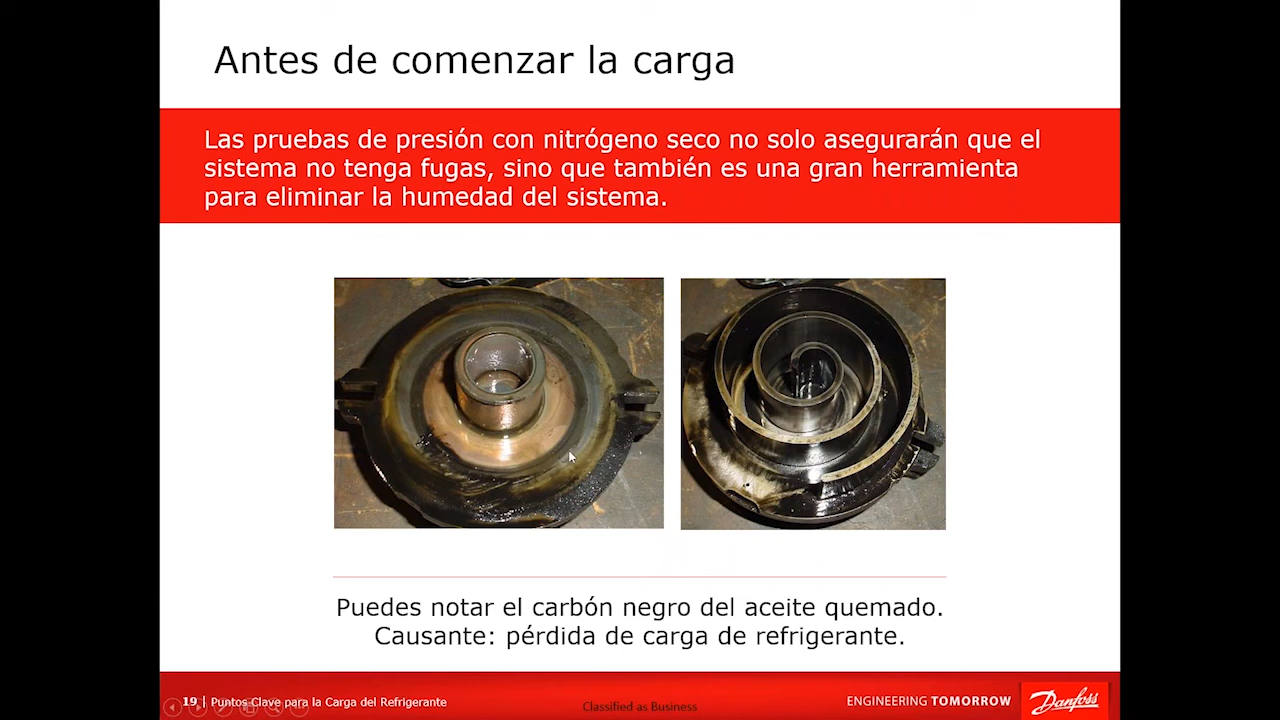 Antes de comenzar la carga
Las pruebas de presión con nitrógeno seco no solo asegurarán que el
sistema no tenga fugas, sino que también es una gran herramienta
para eliminar la humedad del sistema.
Puedes notar el carbón negro del aceite quemado.
Causante: pérdida de carga de refrigerante.
19 | Puntos Clave para la Carga del Refrigerante
Classified as Business
ENGINEERING TOMORROW
Danfoss